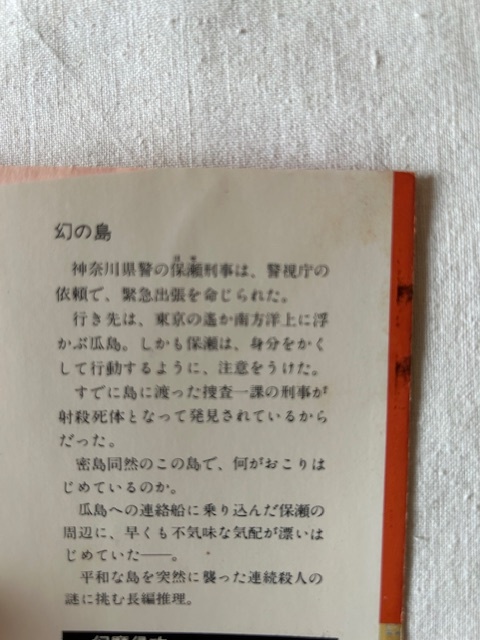 幻の島
神奈川県警の保瀬刑事は、警視庁の
依頼で、緊急出張を命じられた。
行き先は、東京の遙か南方洋上に浮
かぶ瓜島。しかも保瀬は、身分をかく
して行動するように、注意をうけた。
すでに島に渡った捜査一課の刑事が
射殺死体となって発見されているから
だった。
密島同然のこの島で、何がおこりは
じめているのか。
瓜島への連絡船に乗り込んだ保瀬の
周辺に、早くも不気味な気配が漂いは
じめていた──。
平和な島を突然に襲った連続殺人の
謎に挑む長編推理。